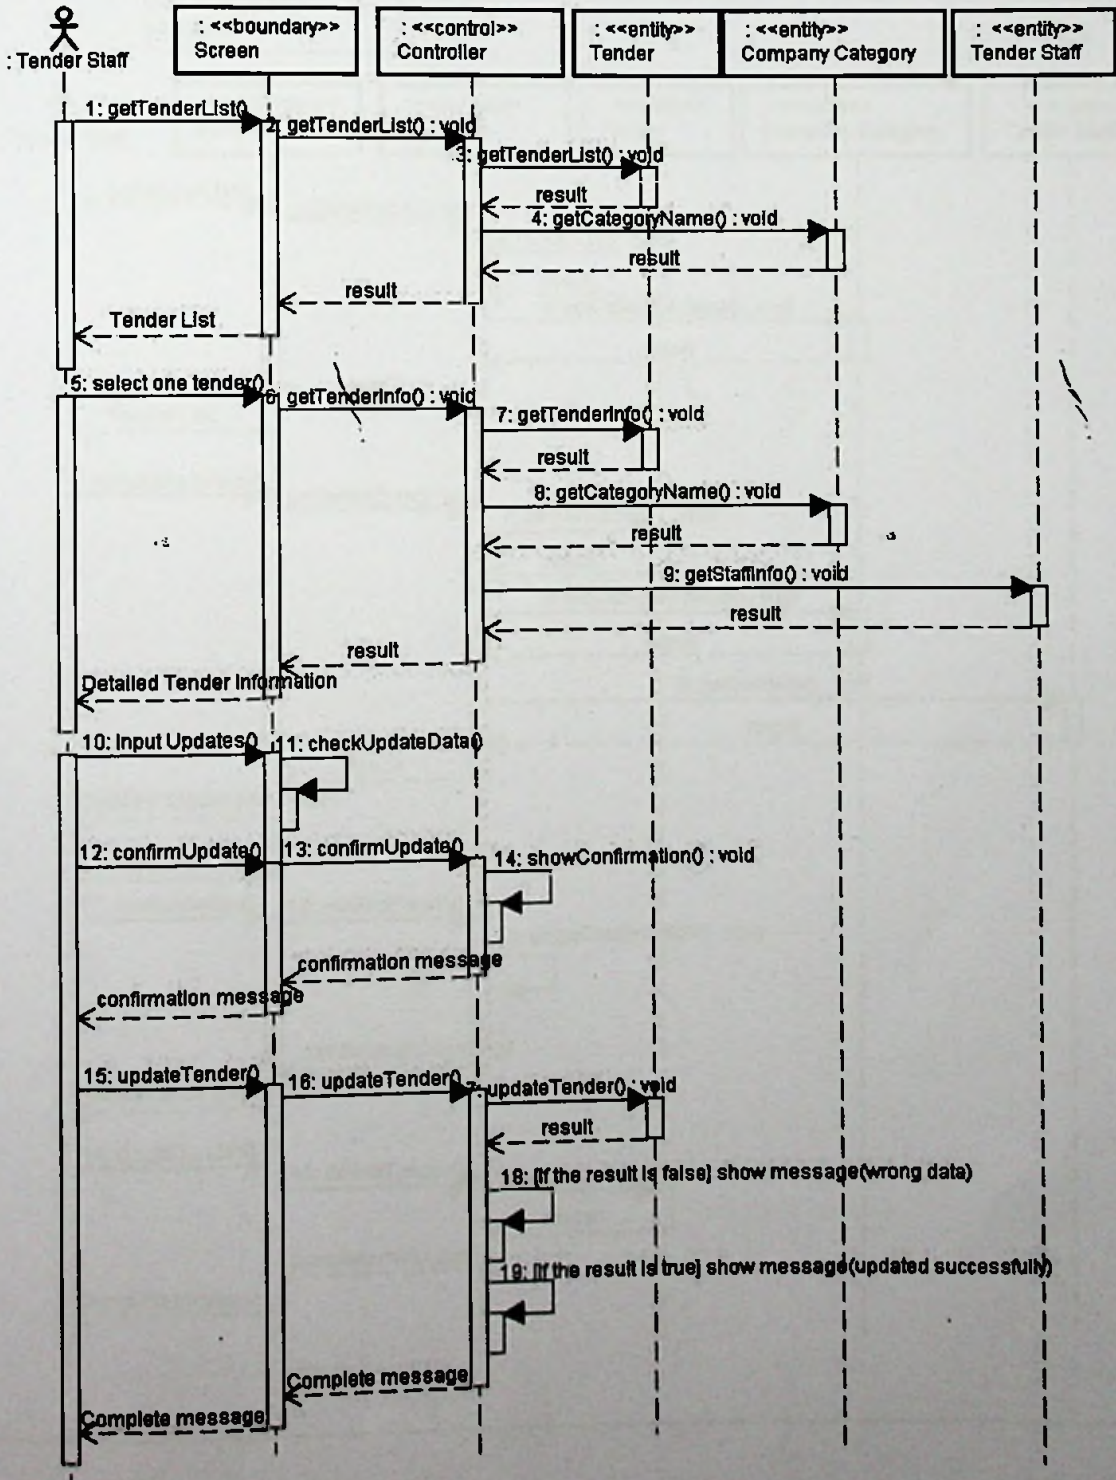 : <<boundary>>
Screen
: <<control>>
Controller
: <<entity>>
Tender
: <<entity>>
Company Category
: <<entity>>
Tender Staff
: Tender Staff
1: getTenderList()
2: getTenderList() : void
3: getTenderList() : void
result
4: getCategoryName() : void
result
result
Tender List
5: select one tender()
6: getTenderInfo() : void
7: getTenderInfo() : void
result
8: getCategoryName() : void
result
9: getStaffInfo() : void
result
result
Detailed Tender Information
10: Input Updates()
11: checkUpdateData()
12: confirmUpdate()
13: confirmUpdate()
14: showConfirmation() : void
confirmation message
confirmation message
15: updateTender()
16: updateTender()
7: updateTender() : void
result
18: [If the result is false] show message(wrong data)
19: [If the result is true] show message(updated successfully)
Complete message
Complete message